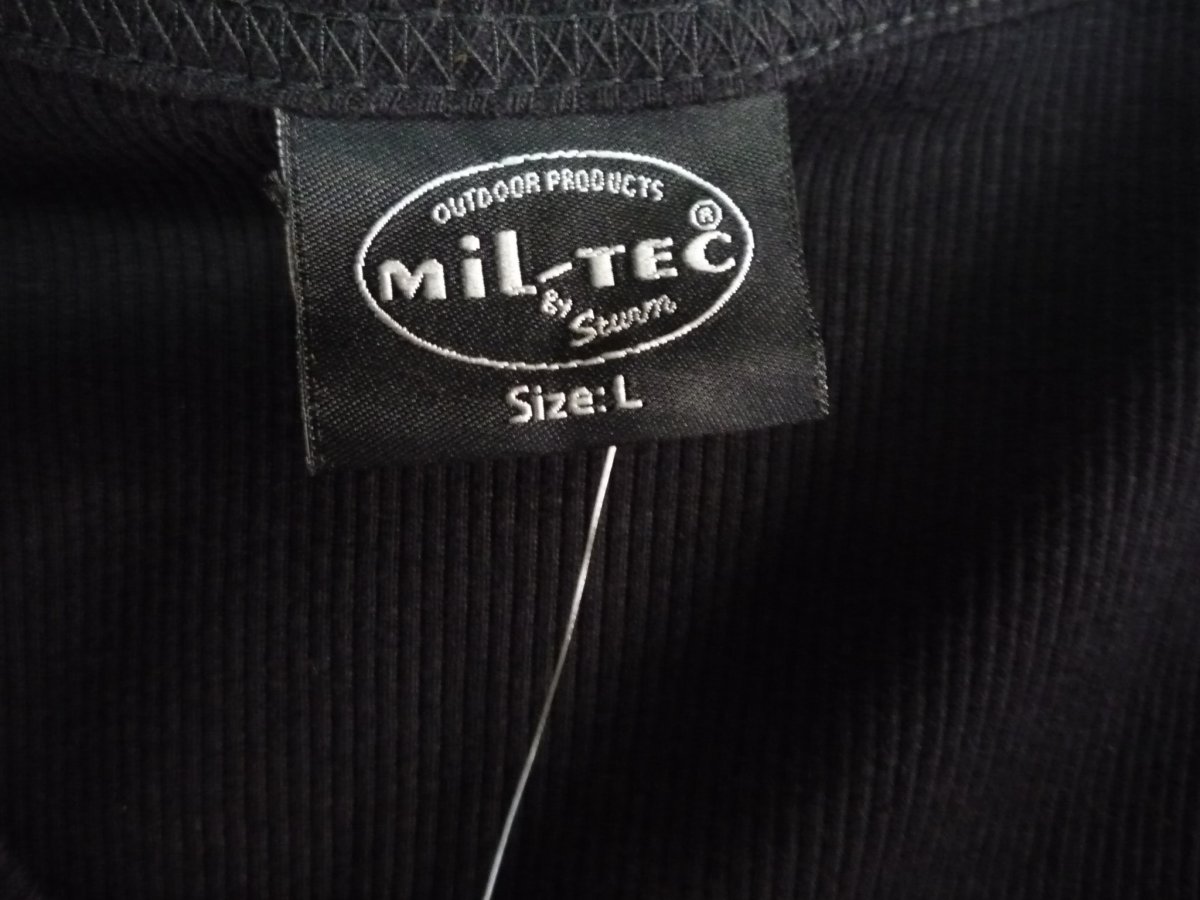 OUTDOOR PRODUCTS
MiL-TEC®
By Sturm
Size: L